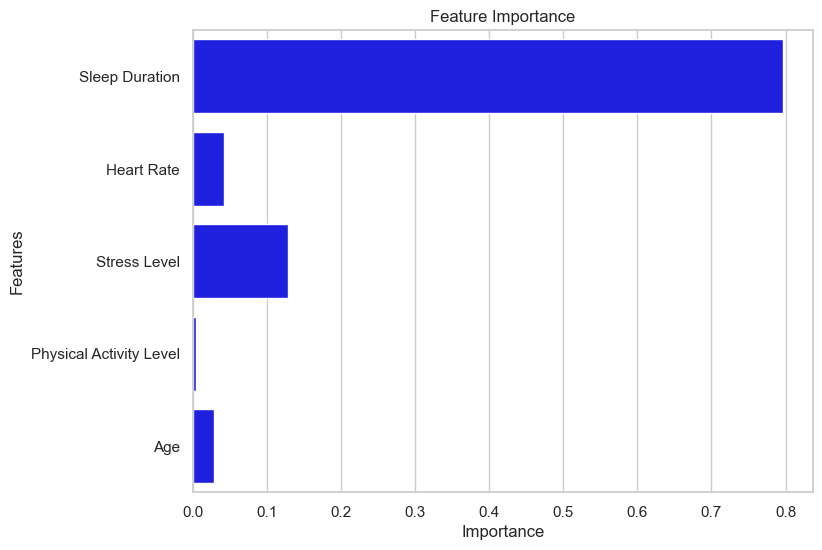 Feature Importance
Sleep Duration
Heart Rate
Stress Level
Physical Activity Level
Age
Features
0.0 0.1 0.2 0.3 0.4 0.5 0.6 0.7 0.8
Importance